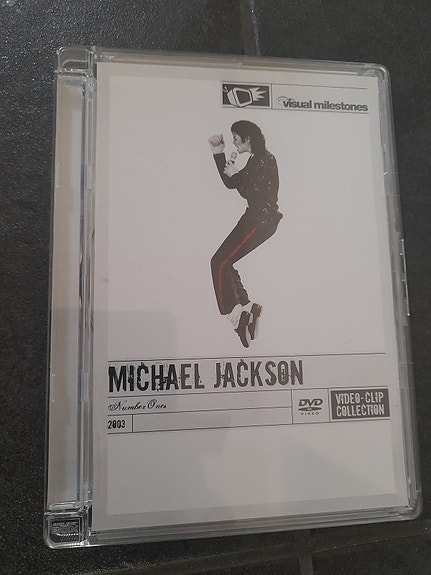 visual milestones
MICHAEL JACKSON
Number Ones
2003
DVD
VIDEO
VIDEO-CLIP
COLLECTION